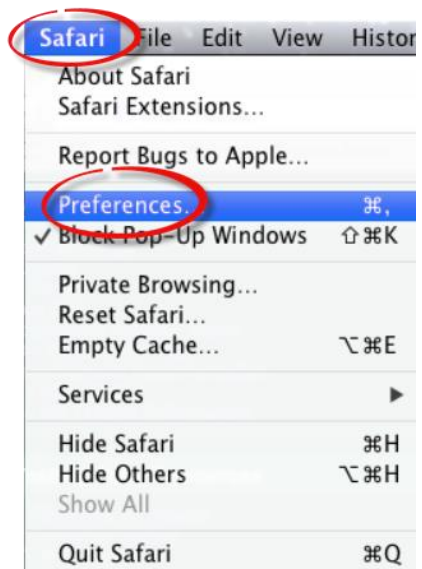 Safari File Edit View Histor
About Safari
Safari Extensions...
Report Bugs to Apple...
Preferences... ⌘,
✓ Block Pop-Up Windows ⇧⌘K
Private Browsing...
Reset Safari...
Empty Cache... ⌥⌘E
Services ▶
Hide Safari ⌘H
Hide Others ⌥⌘H
Show All
Quit Safari ⌘Q